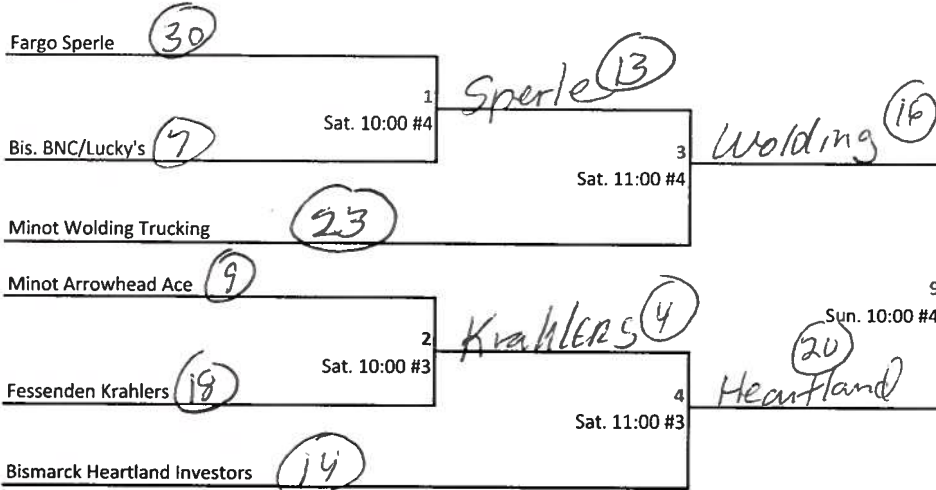 Fargo Sperle 30
1 Sperle 13
Sat. 10:00 #4
Bis. BNC/Lucky's 7
3 Wolding 16
Sat. 11:00 #4
Minot Wolding Trucking 23
Minot Arrowhead Ace 9
9
Sun. 10:00 #4
2 Krahlers 4
Sat. 10:00 #3
20
Fessenden Krahlers 18
4 Heartland
Sat. 11:00 #3
Bismarck Heartland Investors 14